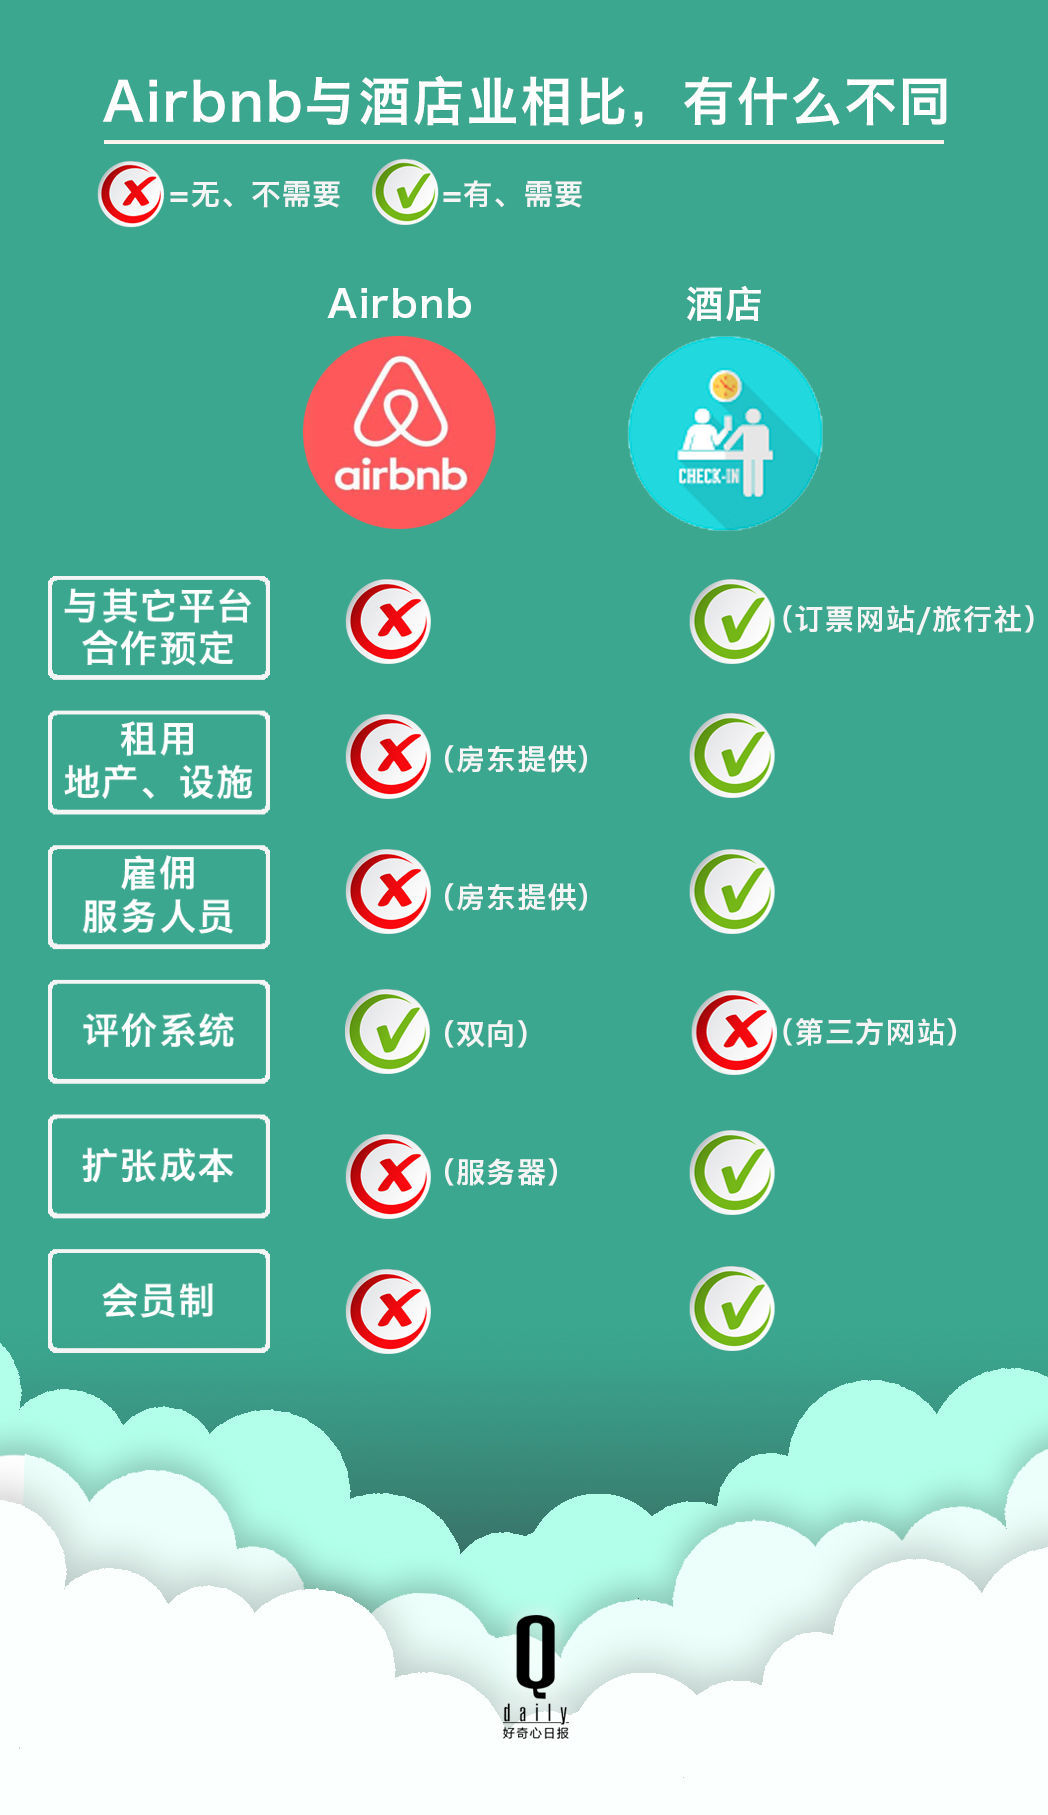 Airbnb与酒店业相比，有什么不同
=无、不需要 =有、需要
Airbnb 酒店
airbnb
CHECK-IN
与其它平台
合作预定
（订票网站/旅行社）
租用
地产、设施
（房东提供）
雇佣
服务人员
（房东提供）
评价系统
（双向）
（第三方网站）
扩张成本
（服务器）
会员制
Q
daily
好奇心日报